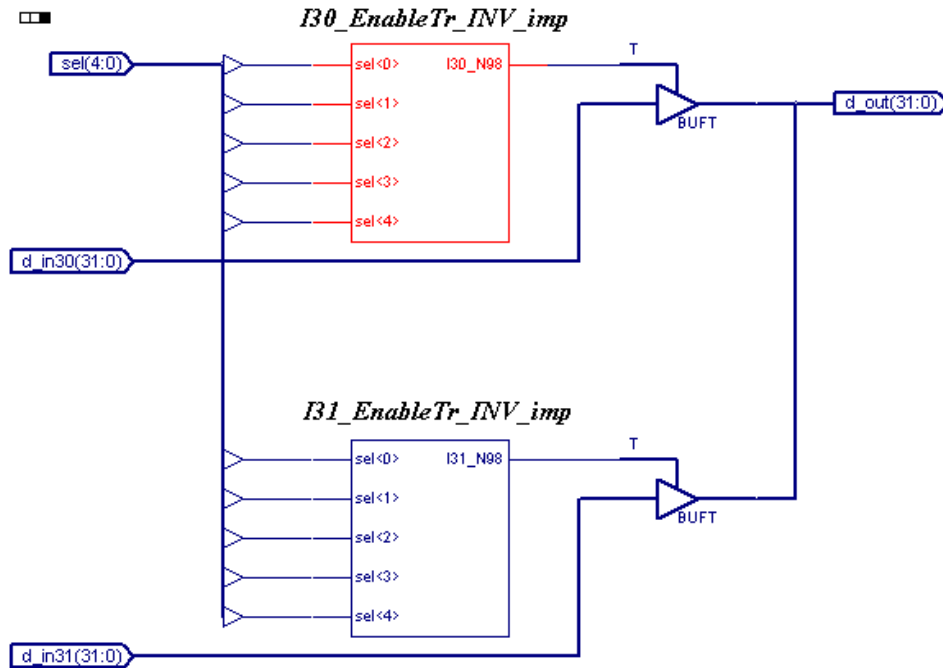 I30_EnableTr_INV_imp
sel(4:0)
sel<0> I30_N98
T
sel<1>
d_out(31:0)
BUFT
sel<2>
sel<3>
sel<4>
d_in30(31:0)
I31_EnableTr_INV_imp
sel<0> I31_N98
T
sel<1>
BUFT
sel<2>
sel<3>
sel<4>
d_in31(31:0)